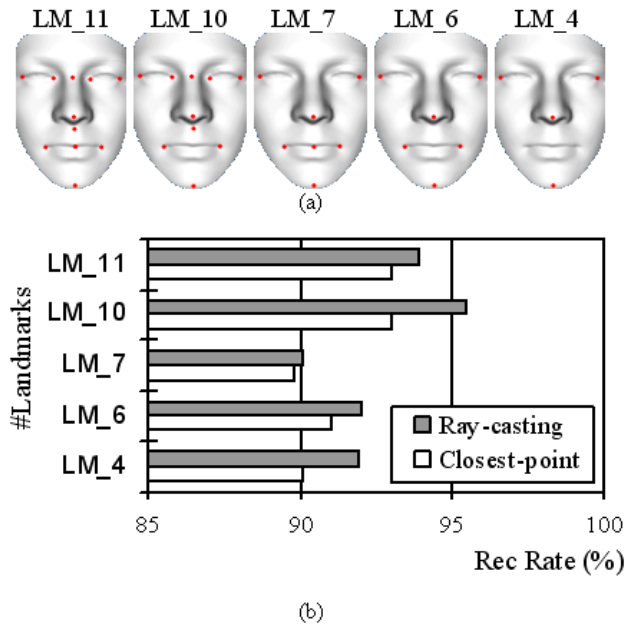 LM_11 LM_10 LM_7 LM_6 LM_4
(a)
#Landmarks
LM_11
LM_10
LM_7
LM_6
LM_4
Ray-casting
Closest-point
85 90 95 100
Rec Rate (%)
(b)